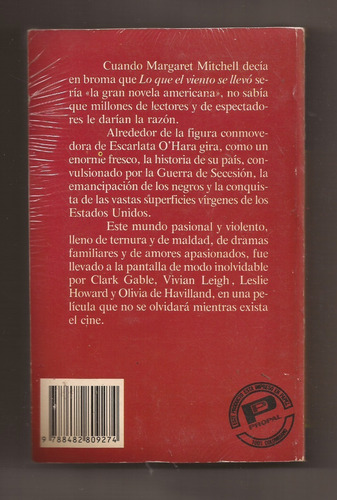 Cuando Margaret Mitchell decía
en broma que Lo que el viento se llevó se-
ría «la gran novela americana», no sabía
que millones de lectores y de espectado-
res le darían la razón.
Alrededor de la figura conmove-
dora de Escarlata O'Hara gira, como un
enorme fresco, la historia de su país, con-
vulsionado por la Guerra de Secesión, la
emancipación de los negros y la conquis-
ta de las vastas superficies vírgenes de los
Estados Unidos.
Este mundo pasional y violento,
lleno de ternura y de maldad, de dramas
familiares y de amores apasionados, fue
llevado a la pantalla de modo inolvidable
por Clark Gable, Vivian Leigh, Leslie
Howard y Olivia de Havilland, en una pe-
lícula que no se olvidará mientras exista
el cine.
9 788482 809274
P
PROPAL